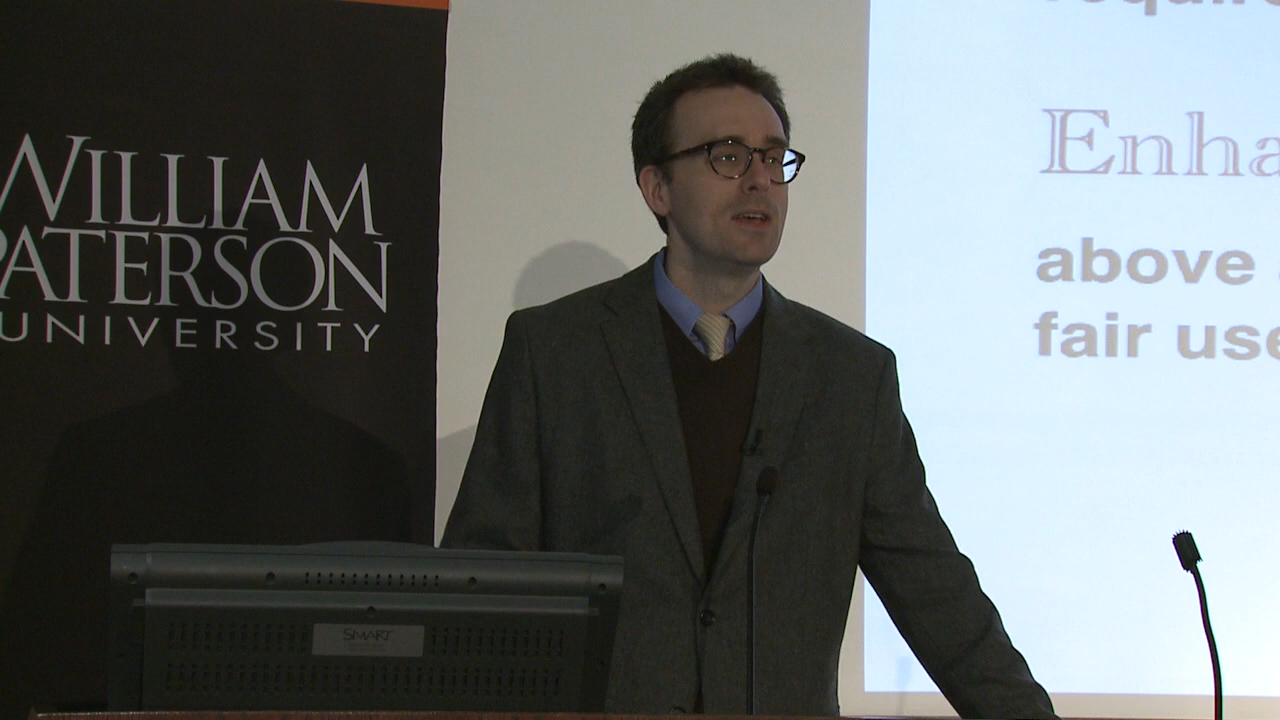 WILLIAM
PATERSON
UNIVERSITY
SMART
Enha
above
fair use